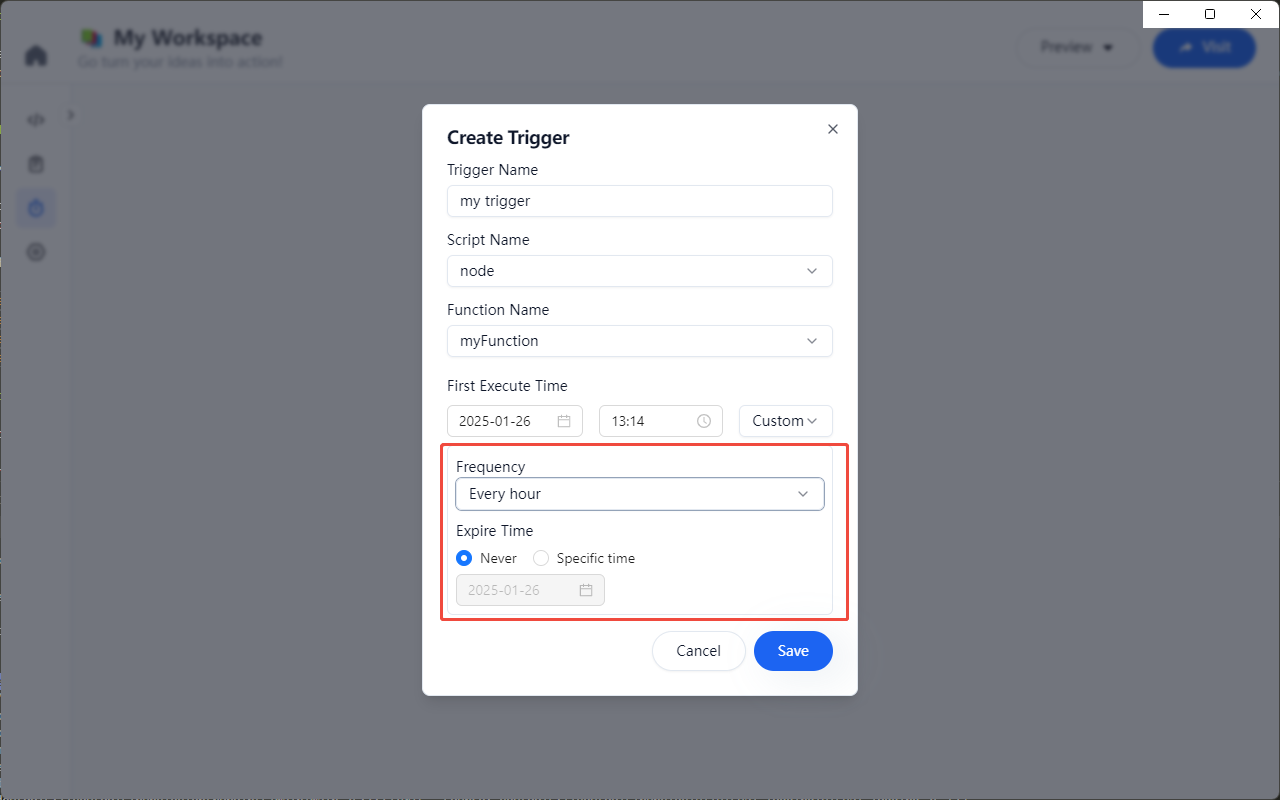 My Workspace
Go turn your ideas into action!
Preview
Visit
Create Trigger
Trigger Name
my trigger
Script Name
node
Function Name
myFunction
First Execute Time
2025-01-26 13:14 Custom
Frequency
Every hour
Expire Time
Never Specific time
2025-01-26
Cancel Save